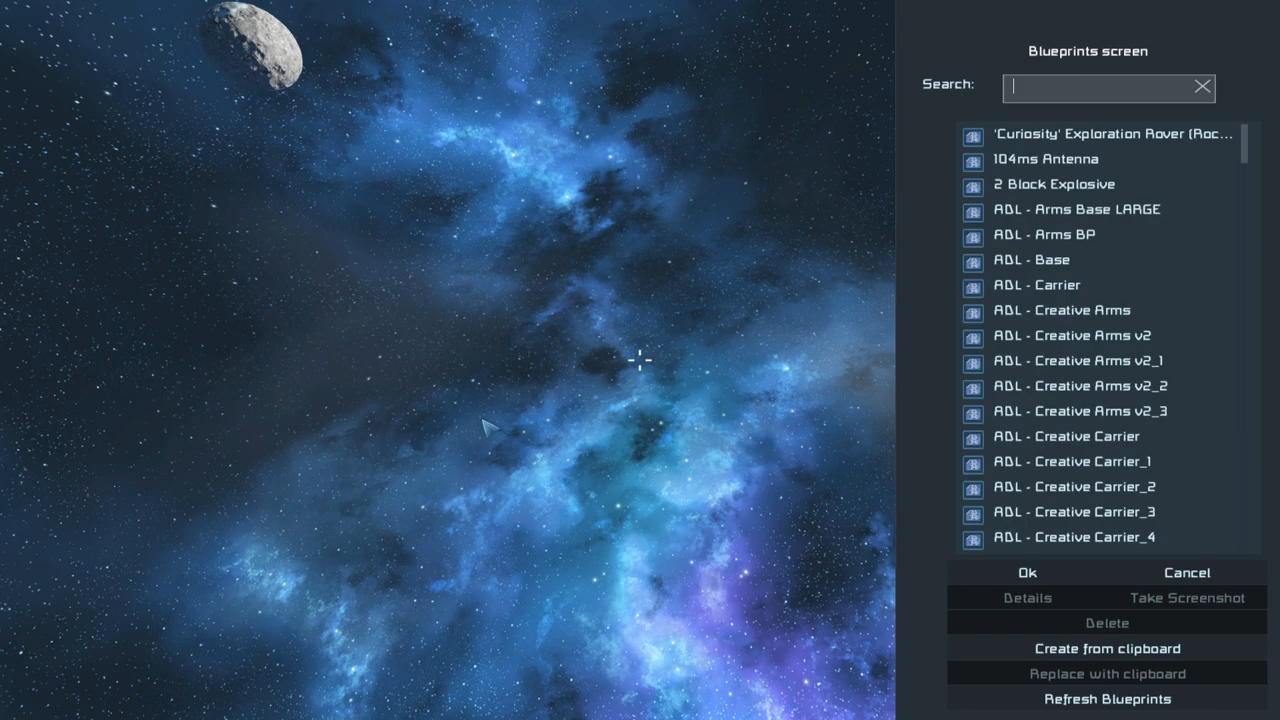 Blueprints screen
Search:
'Curiosity' Exploration Rover (Roc...
104ms Antenna
2 Block Explosive
ADL - Arms Base LARGE
ADL - Arms BP
ADL - Base
ADL - Carrier
ADL - Creative Arms
ADL - Creative Arms v2
ADL - Creative Arms v2_1
ADL - Creative Arms v2_2
ADL - Creative Arms v2_3
ADL - Creative Carrier
ADL - Creative Carrier_1
ADL - Creative Carrier_2
ADL - Creative Carrier_3
ADL - Creative Carrier_4
Ok Cancel
Details Take Screenshot
Delete
Create from clipboard
Replace with clipboard
Refresh Blueprints